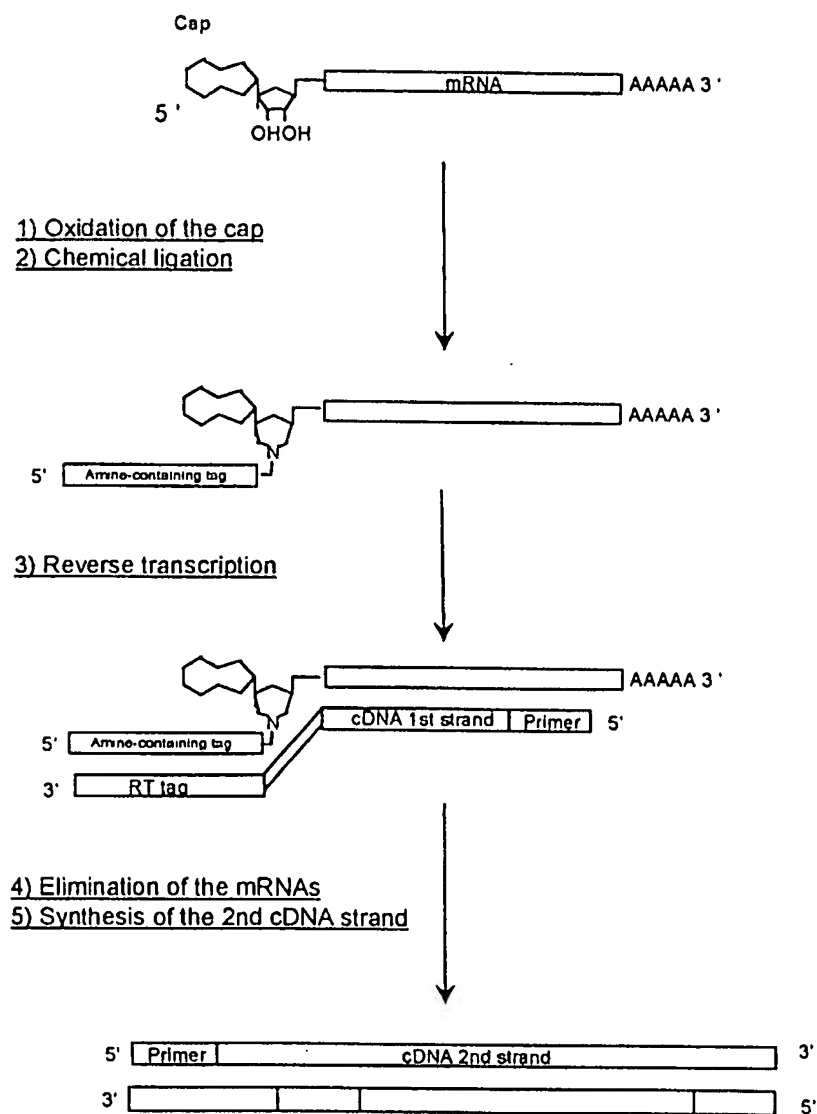 Cap
mRNA AAAAA 3 '
5 '
OHOH
1) Oxidation of the cap
2) Chemical ligation
AAAAA 3 '
N
5' Amine-containing tag
3) Reverse transcription
AAAAA 3 '
N
cDNA 1st strand Primer 5'
5' Amine-containing tag
3' RT tag
4) Elimination of the mRNAs
5) Synthesis of the 2nd cDNA strand
5' Primer cDNA 2nd strand 3'
3' 5'